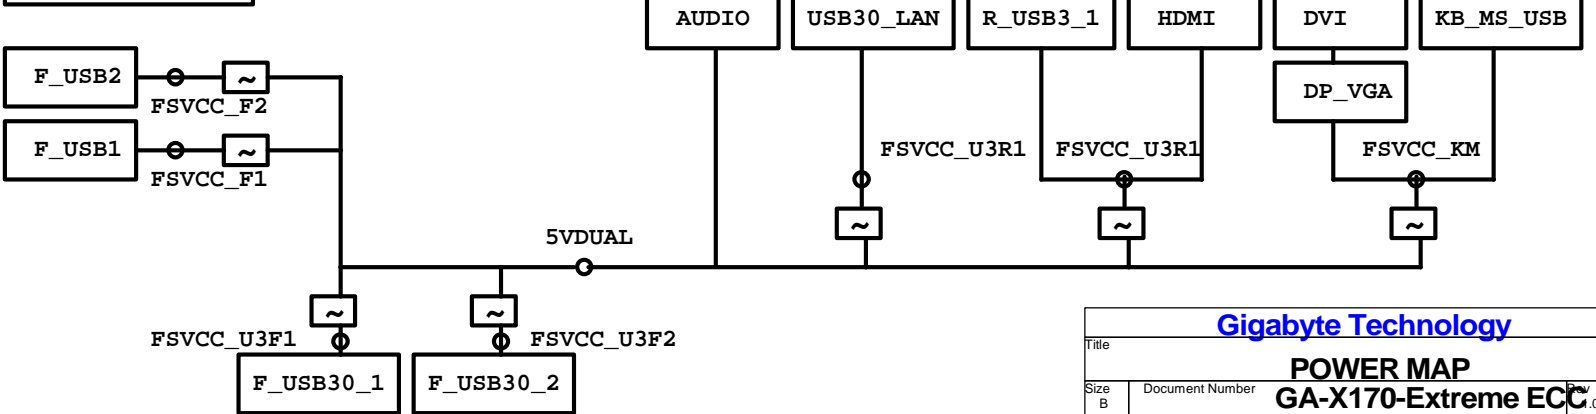 AUDIO USB30_LAN R_USB3_1 HDMI DVI KB_MS_USB
F_USB2
DP_VGA
FSVCC_F2
F_USB1
FSVCC_U3R1 FSVCC_U3R1 FSVCC_KM
FSVCC_F1
~ ~ ~ ~ ~
5VDUAL
~ ~
FSVCC_U3F1 FSVCC_U3F2
F_USB30_1 F_USB30_2
Gigabyte Technology
Title
POWER MAP
Size Document Number Rev
B GA-X170-Extreme ECC